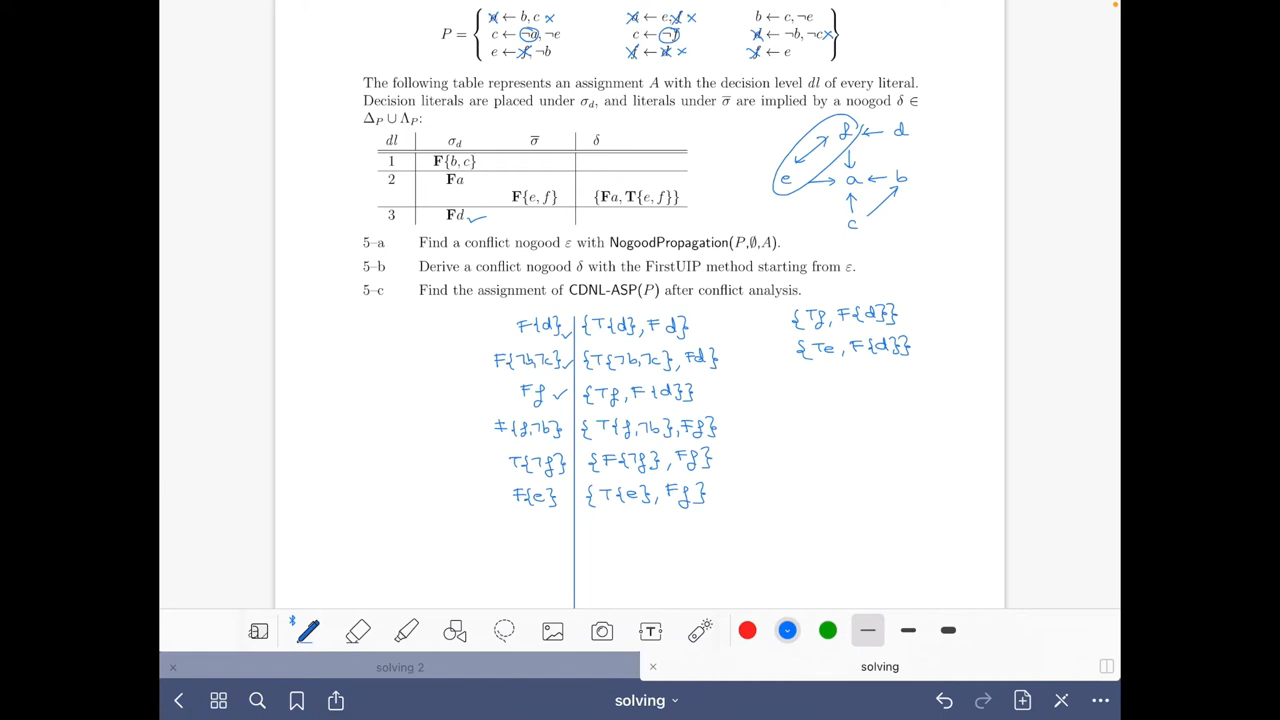 a ← b, c x a ← e, f x b ← c, ¬e
P = c ← ¬a, ¬e c ← ¬f d ← ¬b, ¬c x
e ← f, ¬b f ← d x f ← e
The following table represents an assignment A with the decision level dl of every literal.
Decision literals are placed under σd, and literals under σ̅ are implied by a noogod δ ∈
ΔP ∪ ΛP:
dl σd σ̅ δ
1 F{b, c}
2 Fa
F{e, f} {Fa, T{e, f}}
3 Fd ✓
f ← d
e → a ← b
c
5–a Find a conflict nogood ε with NogoodPropagation(P,∅,A).
5–b Derive a conflict nogood δ with the FirstUIP method starting from ε.
5–c Find the assignment of CDNL-ASP(P) after conflict analysis.
{Tf, F{d}}
{Te, F{d}}
F{d} ✓ {T{d}, Fd}
F{¬b,¬c} ✓ {T{¬b,¬c}, Fd}
Ff ✓ {Tf, F{d}}
F{f,¬b} {T{f,¬b}, Ff}
T{¬f} {F{¬f}, Ff}
F{e} {T{e}, Ff}
T
solving 2
solving
solving